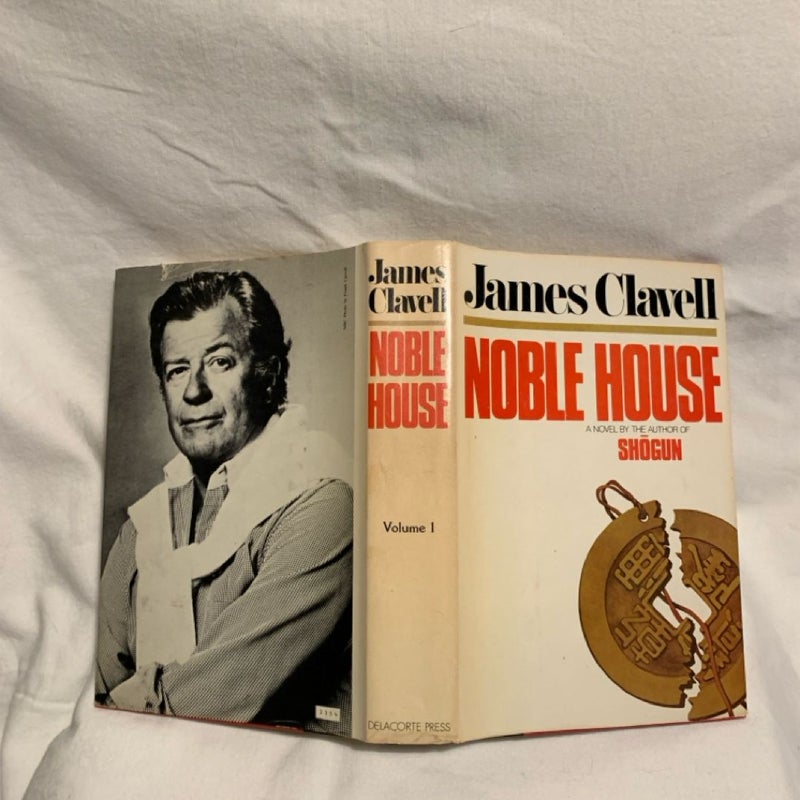 James
Clavell
NOBLE
HOUSE
Volume 1
DELACORTE PRESS
James Clavell
NOBLE HOUSE
A NOVEL BY THE AUTHOR OF
SHŌGUN